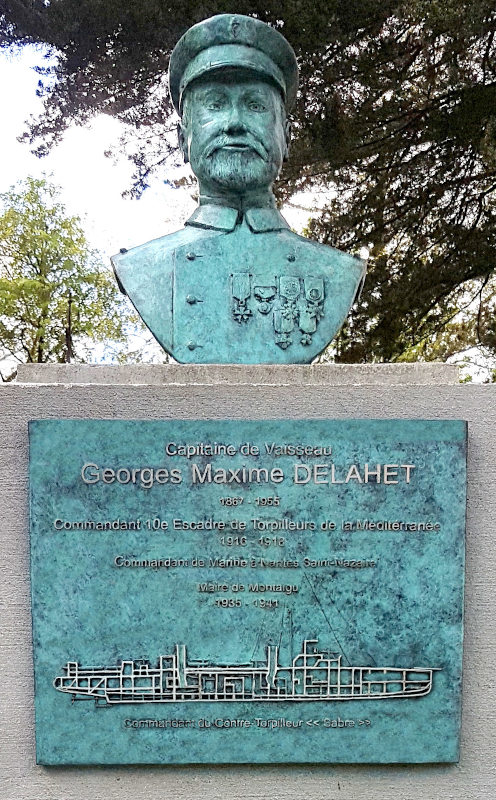 Capitaine de Vaisseau
Georges Maxime DELAHET
1867 - 1955
Commandant 10e Escadre de Torpilleurs de la Méditerranée
1916 - 1918
Commandant de Marine à Nantes Saint-Nazaire
Maire de Montaigu
1935 - 1941
Commandant du Contre-Torpilleur << Sabre >>